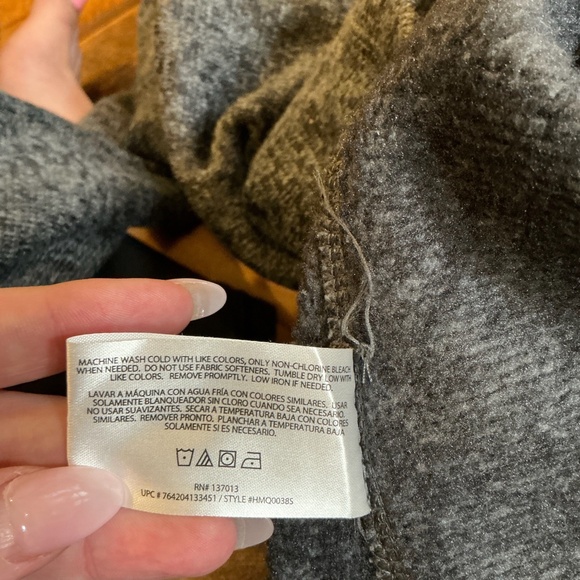 MACHINE WASH COLD WITH LIKE COLORS, ONLY NON-CHLORINE BLEACH
WHEN NEEDED. DO NOT USE FABRIC SOFTENERS. TUMBLE DRY LOW WITH
LIKE COLORS. REMOVE PROMPTLY. LOW IRON IF NEEDED.
LAVAR A MÁQUINA CON AGUA FRÍA CON COLORES SIMILARES. USAR
SOLAMENTE BLANQUEADOR SIN CLORO CUANDO SEA NECESARIO.
NO USAR SUAVIZANTES. SECAR A TEMPERATURA BAJA CON COLORES
SIMILARES. REMOVER PRONTO. PLANCHAR A TEMPERATURA BAJA
SOLAMENTE SI ES NECESARIO.
RN# 137013
UPC # 764204133451 / STYLE #HMQ0038S